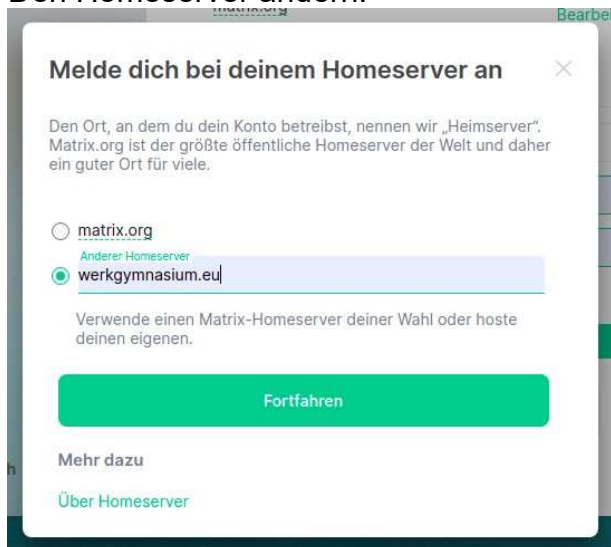 Den Homeserver ändern:
matrix.org
Bearbei
Melde dich bei deinem Homeserver an
Den Ort, an dem du dein Konto betreibst, nennen wir „Heimserver“.
Matrix.org ist der größte öffentliche Homeserver der Welt und daher
ein guter Ort für viele.
matrix.org
Anderer Homeserver
werkgymnasium.eu
Verwende einen Matrix-Homeserver deiner Wahl oder hoste
deinen eigenen.
Fortfahren
Mehr dazu
h
Über Homeserver